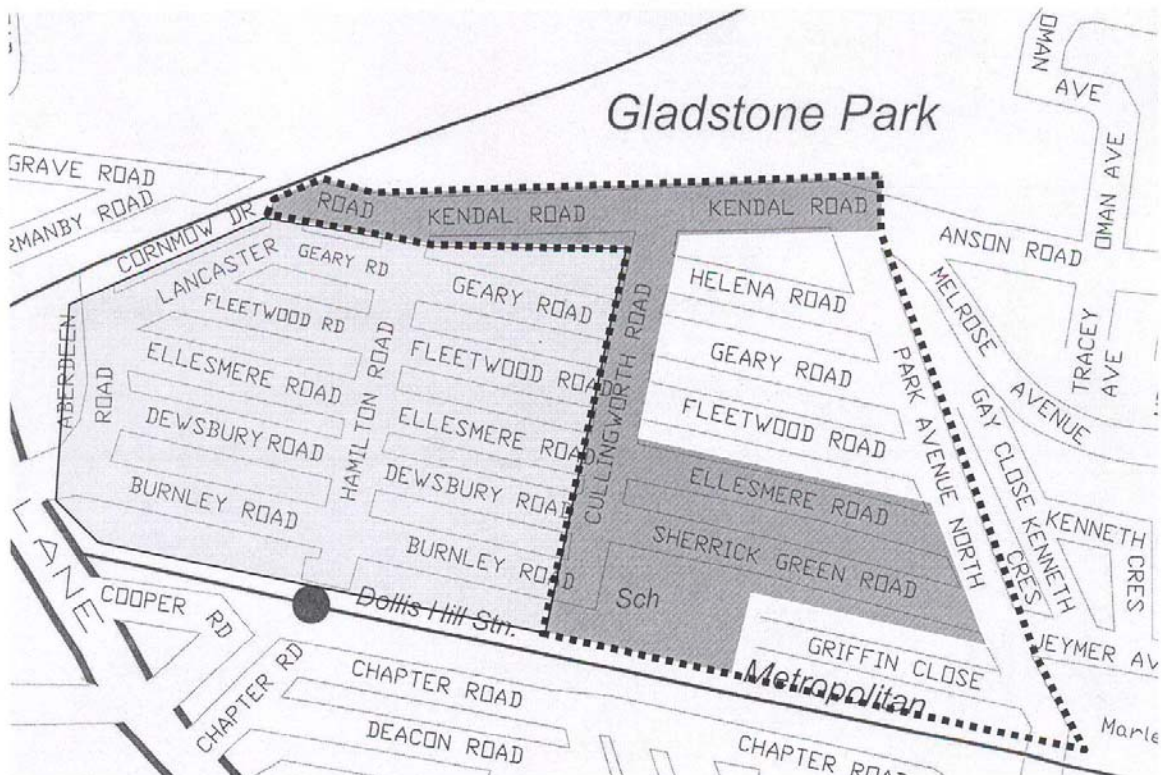 OMAN
AVE
Gladstone Park
OMAN AVE
GRAVE ROAD
RMANBY ROAD
CORNMOW DR
ROAD
KENDAL ROAD
KENDAL ROAD
ANSON ROAD
LANCASTER
GEARY RD
GEARY ROAD
HELENA ROAD
MELROSE
AVENUE
TRACEY
AVE
FLEETWOOD RD
HAMILTON ROAD
FLEETWOOD ROAD
CULLINGWORTH ROAD
GEARY ROAD
PARK AVENUE NORTH
ABERDEEN
ROAD
ELLESMERE ROAD
ELLESMERE ROAD
FLEETWOOD ROAD
GAY CLOSE
KENNETH
CRES
DEWSBURY ROAD
DEWSBURY ROAD
ELLESMERE ROAD
KENNETH
CRES
BURNLEY ROAD
BURNLEY ROAD
SHERRICK GREEN ROAD
LANE
COOPER
RD
Dollis Hill Stn.
Sch
GRIFFIN CLOSE
JEYMER AV
CHAPTER RD
CHAPTER ROAD
Metropolitan
Marle
DEACON ROAD
CHAPTER ROAD